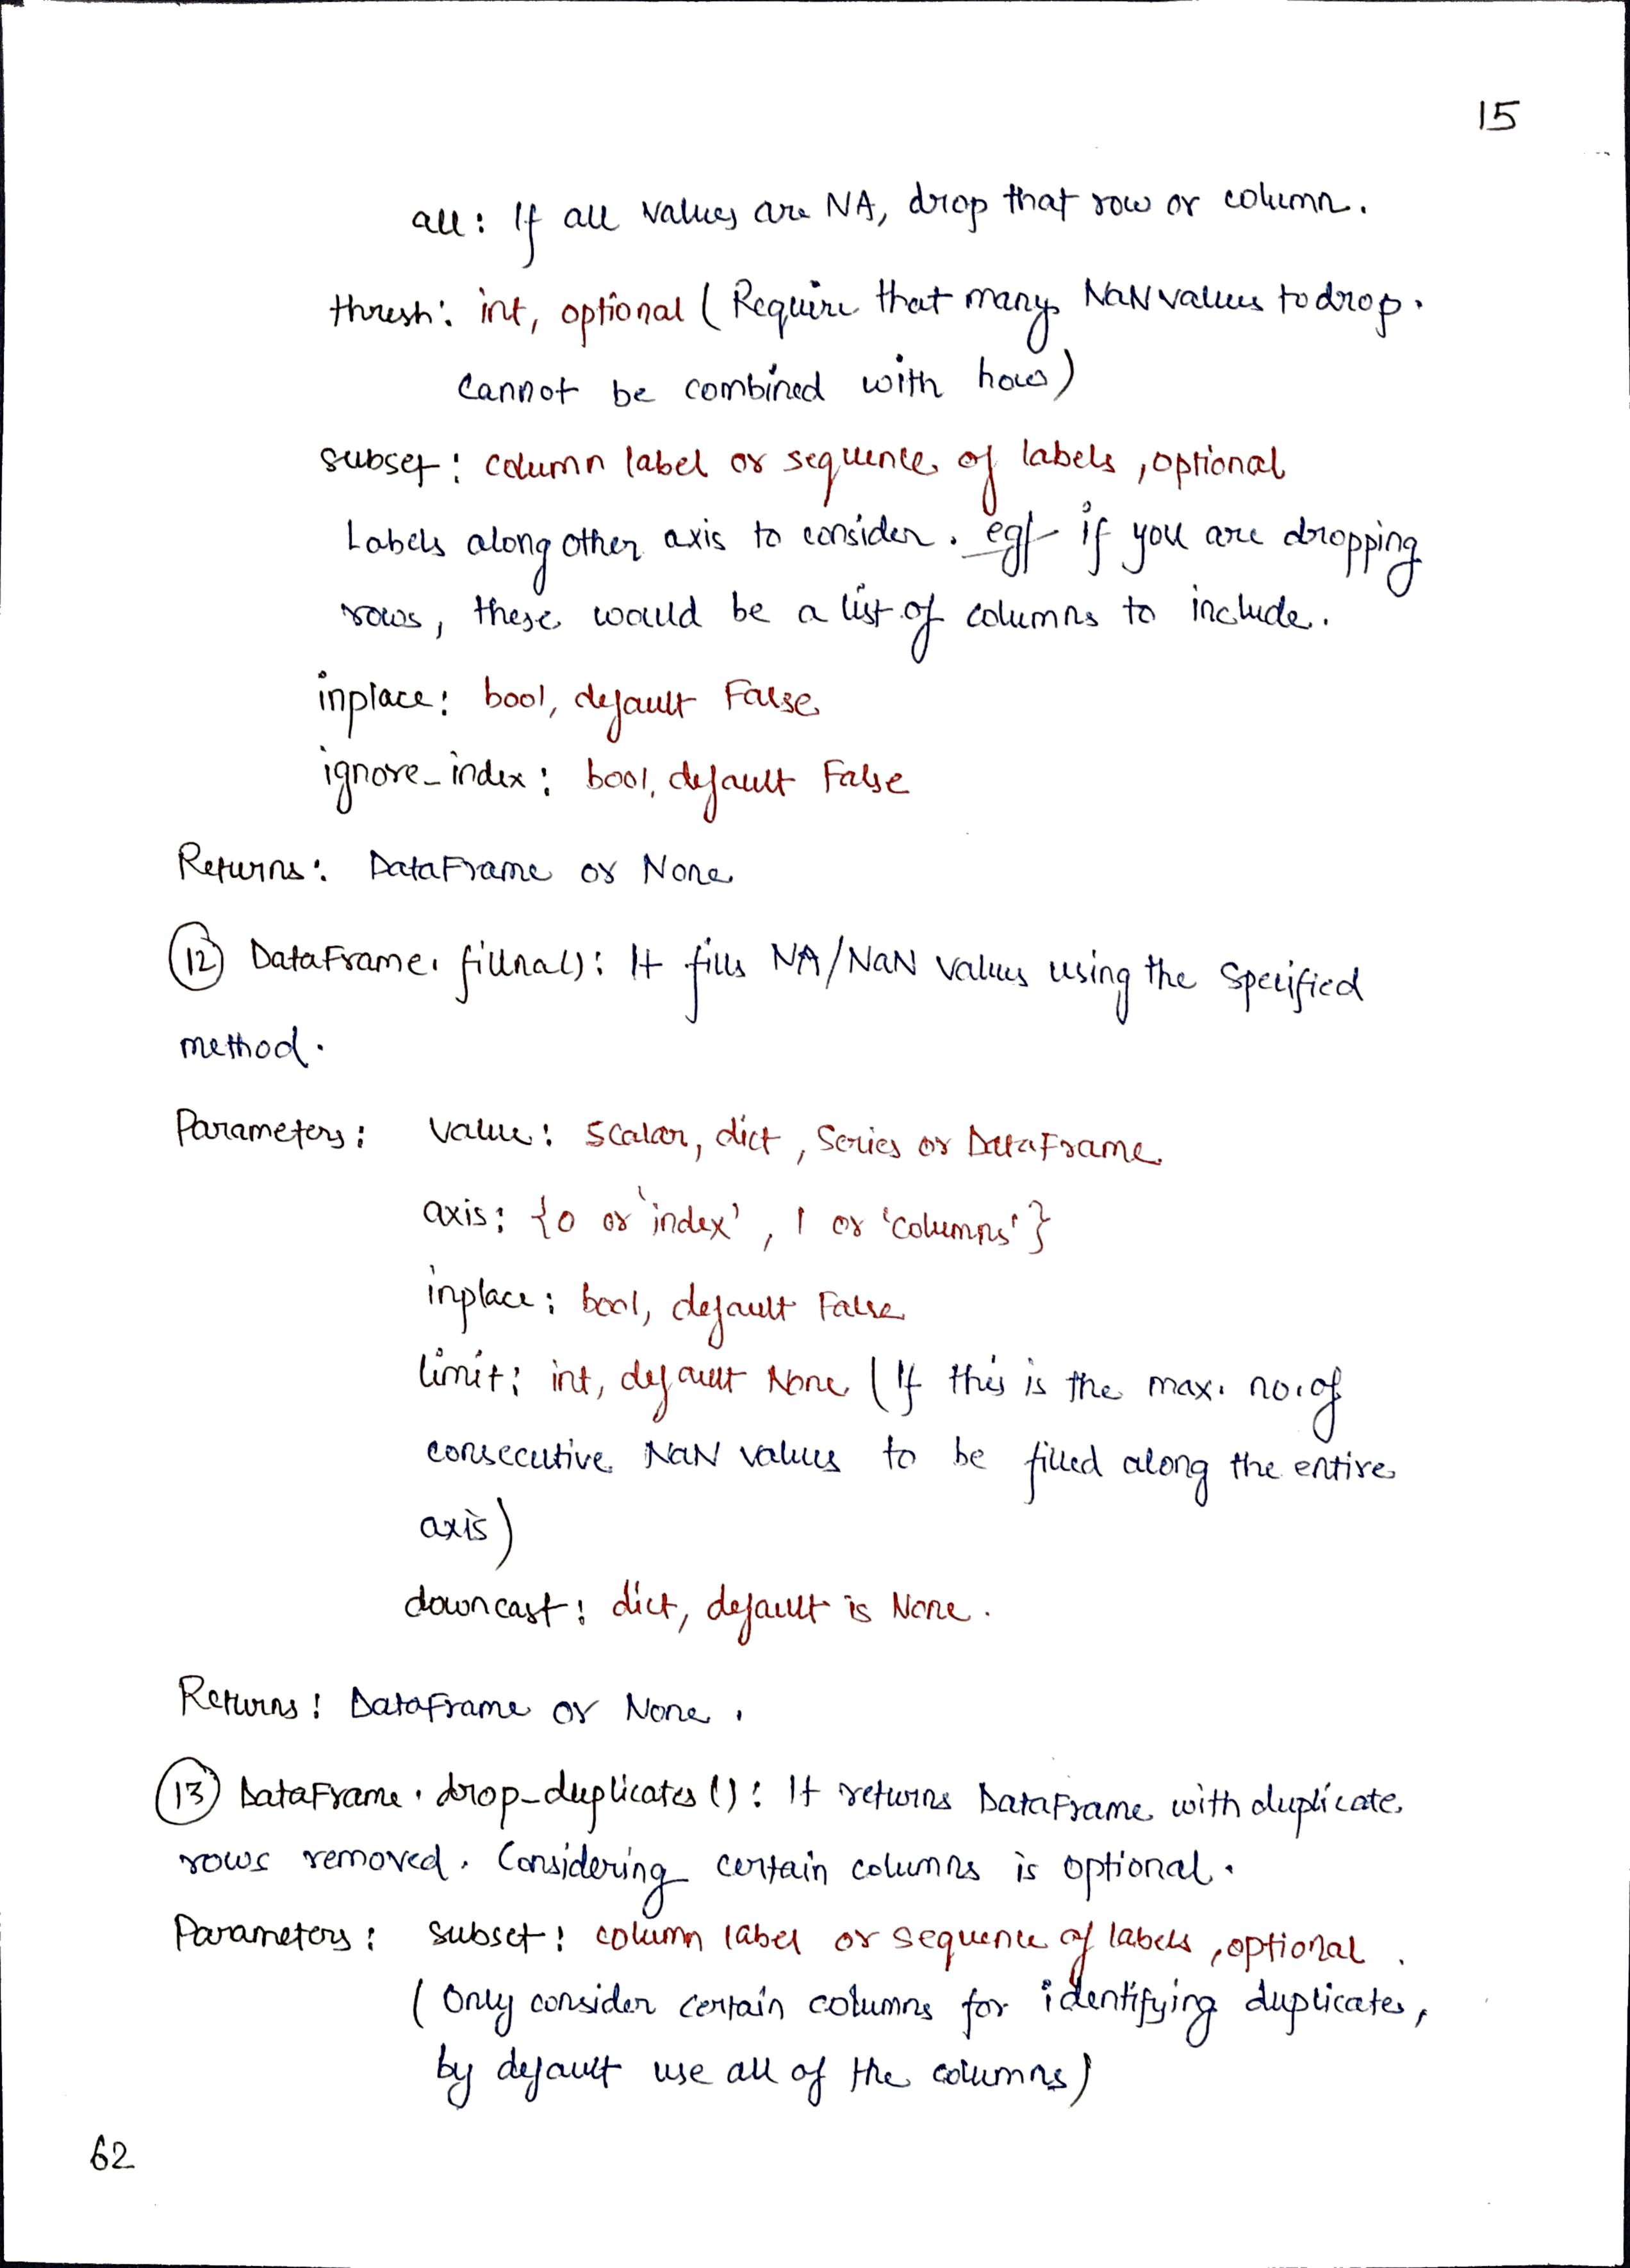 15
all: If all values are NA, drop that row or column.
thresh: int, optional (Require that many NaN values to drop.
Cannot be combined with how)
subset: column label or sequence of labels, optional
Labels along other axis to consider. eg/- if you are dropping
rows, these would be a list of columns to include.
inplace: bool, default False
ignore_index: bool, default False
Returns: DataFrame or None
12 DataFrame.fillna(): It fills NA/NaN values using the specified
method.
Parameters: value: scalar, dict, Series or DataFrame
axis: {0 or 'index', 1 or 'columns'}
inplace: bool, default False
limit: int, default None (If this is the max. no. of
consecutive NaN values to be filled along the entire
axis)
downcast: dict, default is None.
Returns: DataFrame or None.
13 DataFrame.drop_duplicates(): It returns DataFrame with duplicate
rows removed. Considering certain columns is optional.
Parameters: subset: column label or sequence of labels, optional.
(Only consider certain columns for identifying duplicates,
by default use all of the columns)
62